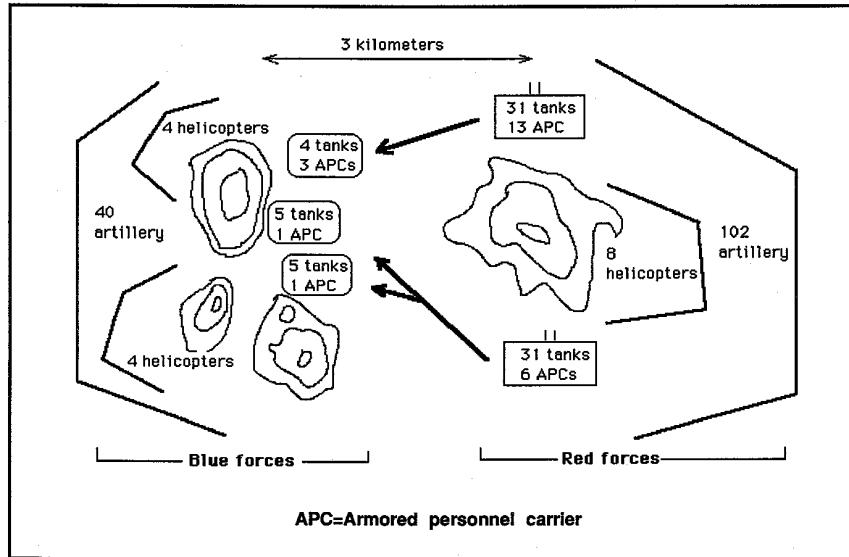 3 kilometers
31 tanks
13 APC
4 helicopters
4 tanks
3 APCs
40
artillery
5 tanks
1 APC
102
artillery
8
helicopters
5 tanks
1 APC
4 helicopters
31 tanks
6 APCs
Blue forces
Red forces
APC=Armored personnel carrier